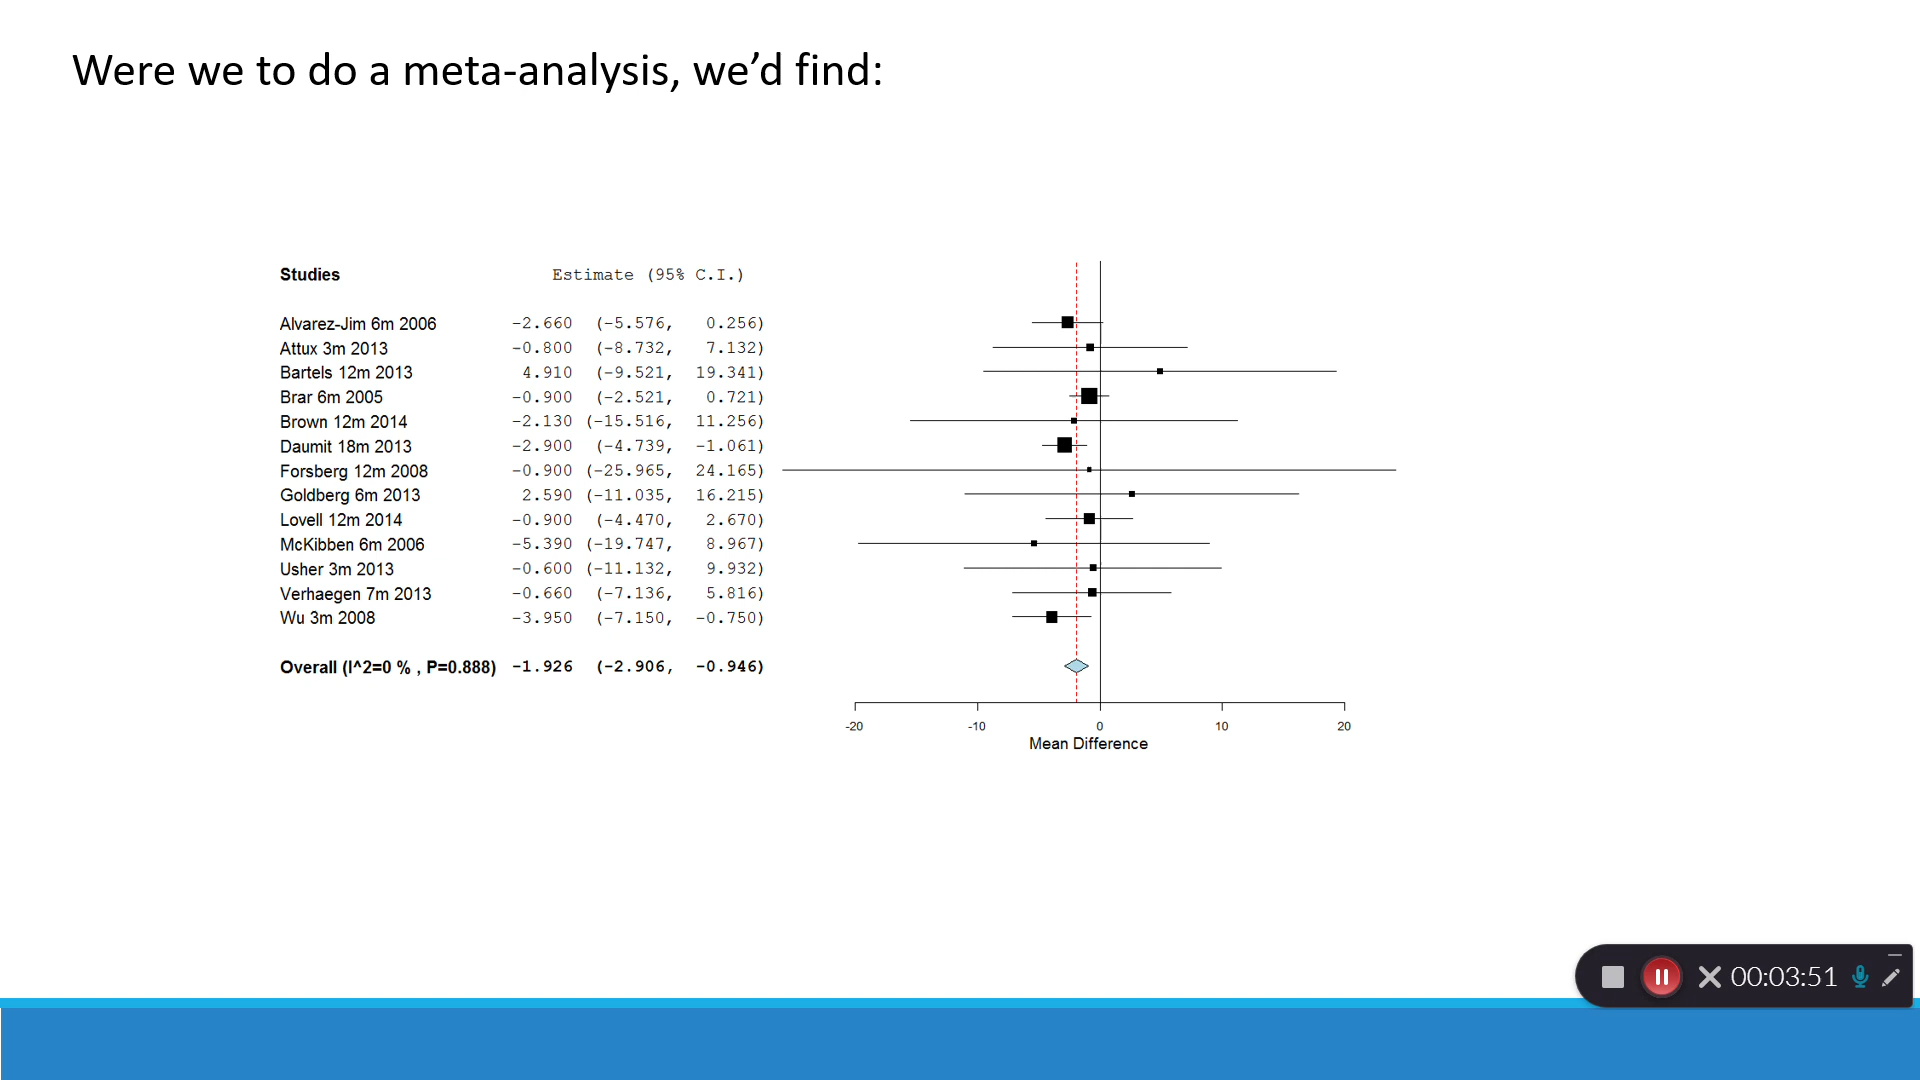 Were we to do a meta-analysis, we’d find:
Studies Estimate (95% C.I.)
Alvarez-Jim 6m 2006 -2.660 (-5.576, 0.256)
Attux 3m 2013 -0.800 (-8.732, 7.132)
Bartels 12m 2013 4.910 (-9.521, 19.341)
Brar 6m 2005 -0.900 (-2.521, 0.721)
Brown 12m 2014 -2.130 (-15.516, 11.256)
Daumit 18m 2013 -2.900 (-4.739, -1.061)
Forsberg 12m 2008 -0.900 (-25.965, 24.165)
Goldberg 6m 2013 2.590 (-11.035, 16.215)
Lovell 12m 2014 -0.900 (-4.470, 2.670)
McKibben 6m 2006 -5.390 (-19.747, 8.967)
Usher 3m 2013 -0.600 (-11.132, 9.932)
Verhaegen 7m 2013 -0.660 (-7.136, 5.816)
Wu 3m 2008 -3.950 (-7.150, -0.750)
Overall (I^2=0 % , P=0.888) -1.926 (-2.906, -0.946)
-20 -10 0 10 20
Mean Difference
00:03:51